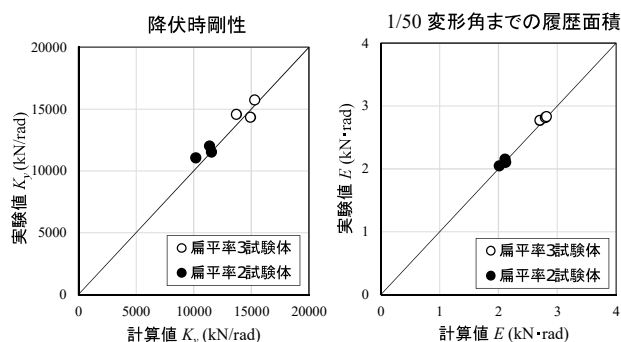 降伏時剛性
20000
15000
10000
5000
0
実験値 Ky (kN/rad)
○ 扁平率3試験体
● 扁平率2試験体
0 5000 10000 15000 20000
計算値 Ky (kN/rad)
1/50 変形角までの履歴面積
4
3
2
1
0
実験値 E (kN・rad)
○ 扁平率3試験体
● 扁平率2試験体
0 1 2 3 4
計算値 E (kN・rad)